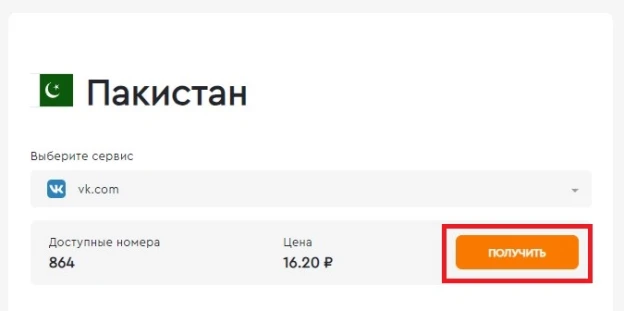 Пакистан
Выберите сервис
vk.com
Доступные номера
Цена
864
16.20 ₽
ПОЛУЧИТЬ